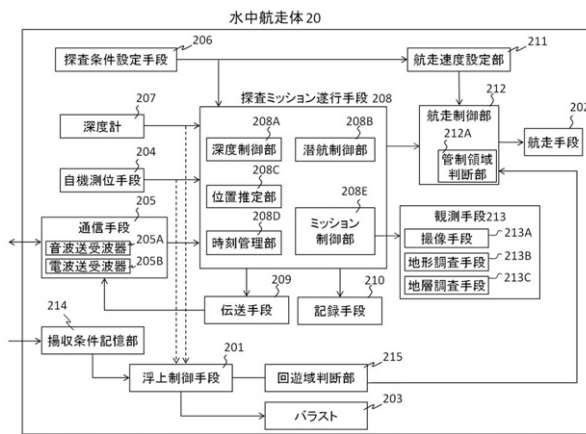 水中航走体20
206
探査条件設定手段
211
航走速度設定部
207
深度計
探査ミッション遂行手段 208
208A
深度制御部
208B
潜航制御部
212
航走制御部
212A
管制領域
判断部
202
航走手段
204
自機測位手段
208C
位置推定部
208D
時刻管理部
208E
ミッション
制御部
205
通信手段
音波送受波器 205A
電波送受波器 205B
観測手段213
撮像手段 213A
地形調査手段 213B
地層調査手段 213C
209
伝送手段
210
記録手段
214
揚収条件記憶部
201
浮上制御手段
215
回遊域判断部
バラスト 203